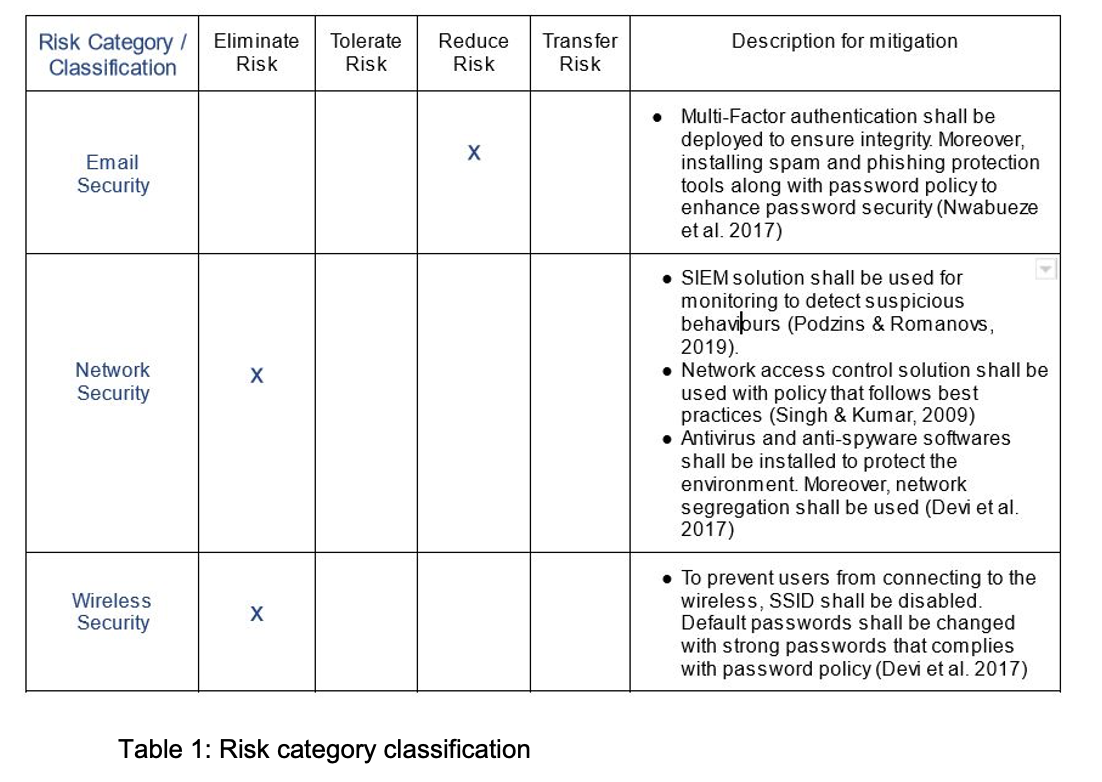 Risk Category /
Classification
Eliminate
Risk
Tolerate
Risk
Reduce
Risk
Transfer
Risk
Description for mitigation
Email
Security
X
● Multi-Factor authentication shall be
deployed to ensure integrity. Moreover,
installing spam and phishing protection
tools along with password policy to
enhance password security (Nwabueze
et al. 2017)
Network
Security
X
● SIEM solution shall be used for
monitoring to detect suspicious
behaviours (Podzins & Romanovs,
2019).
● Network access control solution shall be
used with policy that follows best
practices (Singh & Kumar, 2009)
● Antivirus and anti-spyware softwares
shall be installed to protect the
environment. Moreover, network
segregation shall be used (Devi et al.
2017)
Wireless
Security
X
● To prevent users from connecting to the
wireless, SSID shall be disabled.
Default passwords shall be changed
with strong passwords that complies
with password policy (Devi et al. 2017)
Table 1: Risk category classification